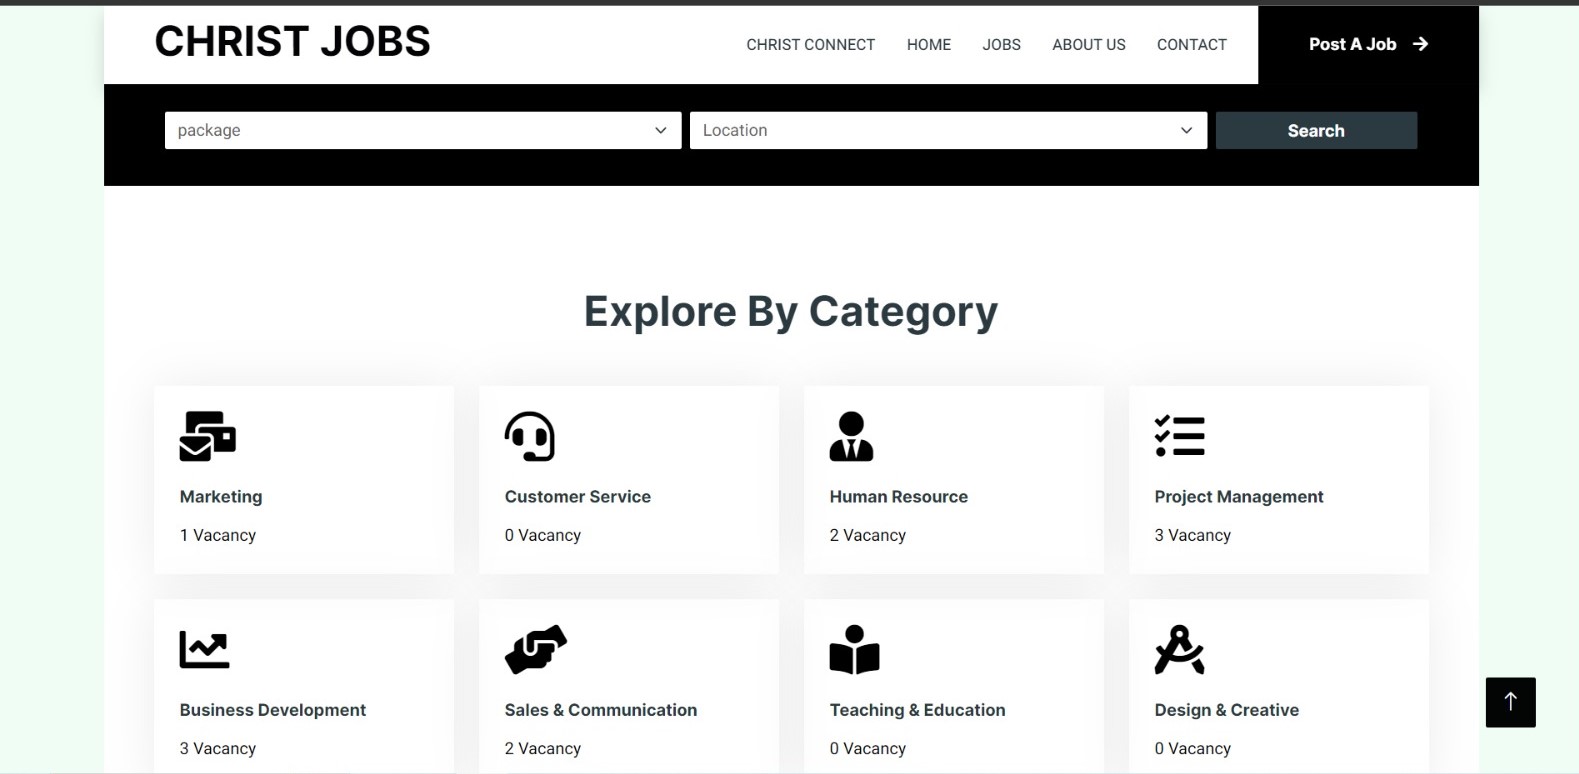 CHRIST JOBS
CHRIST CONNECT HOME JOBS ABOUT US CONTACT Post A Job
package Location Search
Explore By Category
Marketing Customer Service Human Resource Project Management
1 Vacancy 0 Vacancy 2 Vacancy 3 Vacancy
Business Development Sales & Communication Teaching & Education Design & Creative
3 Vacancy 2 Vacancy 0 Vacancy 0 Vacancy